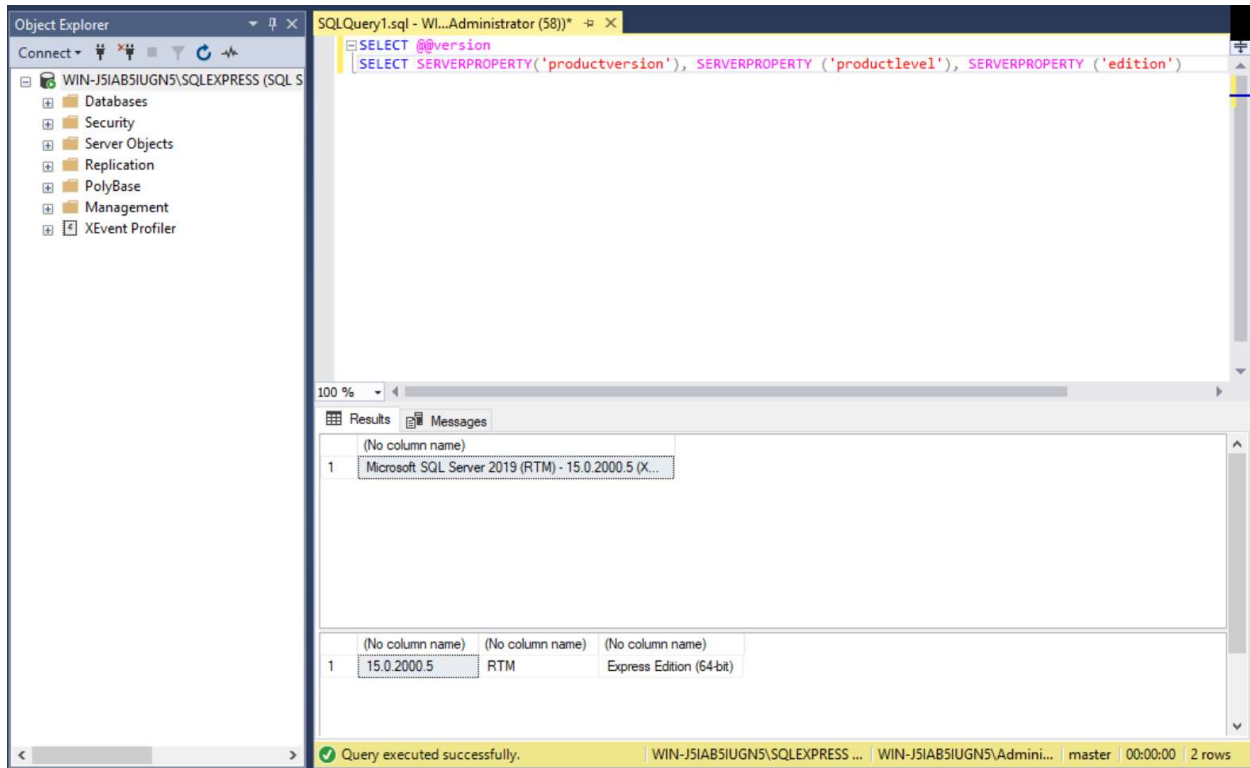 Object Explorer
Connect
WIN-J5IAB5IUGN5\SQLEXPRESS (SQL S
Databases
Security
Server Objects
Replication
PolyBase
Management
XEvent Profiler
SQLQuery1.sql - WI...Administrator (58))*
SELECT @@version
SELECT SERVERPROPERTY('productversion'), SERVERPROPERTY ('productlevel'), SERVERPROPERTY ('edition')
100 %
Results Messages
(No column name)
1 Microsoft SQL Server 2019 (RTM) - 15.0.2000.5 (X...
(No column name) (No column name) (No column name)
1 15.0.2000.5 RTM Express Edition (64-bit)
Query executed successfully. WIN-J5IAB5IUGN5\SQLEXPRESS ... WIN-J5IAB5IUGN5\Admini... master 00:00:00 2 rows